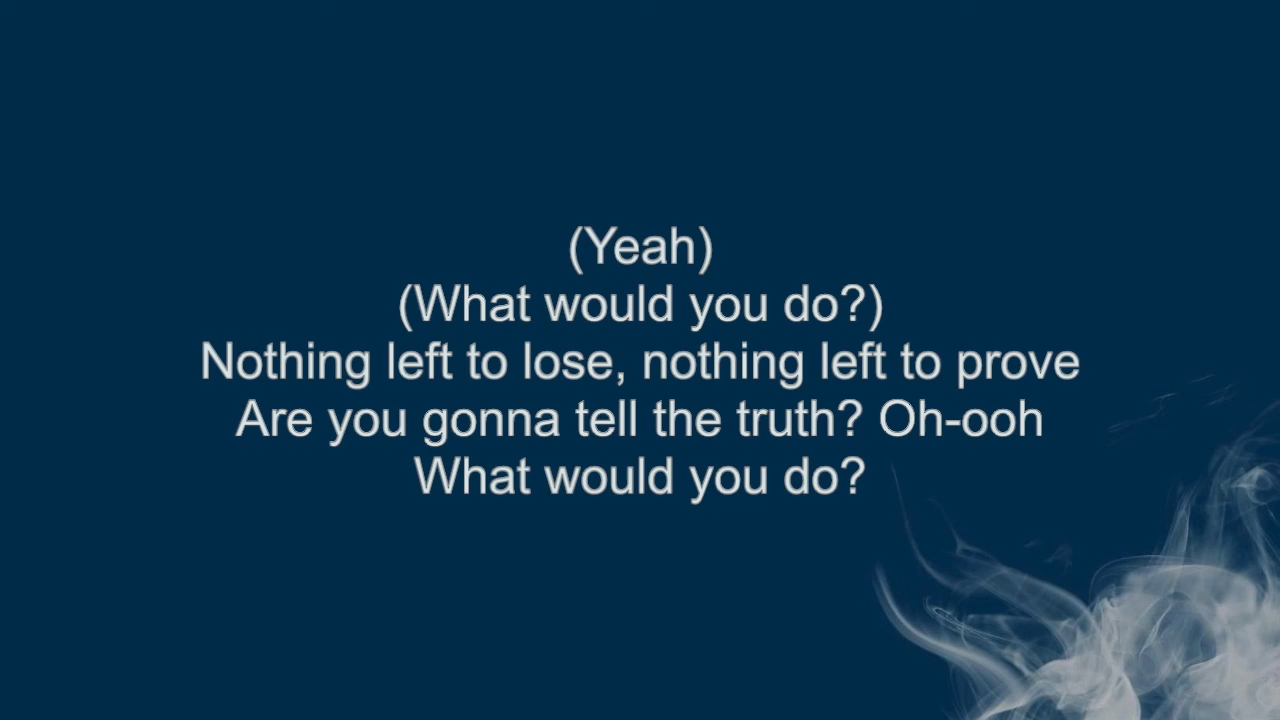 (Yeah)
(What would you do?)
Nothing left to lose, nothing left to prove
Are you gonna tell the truth? Oh-ooh
What would you do?